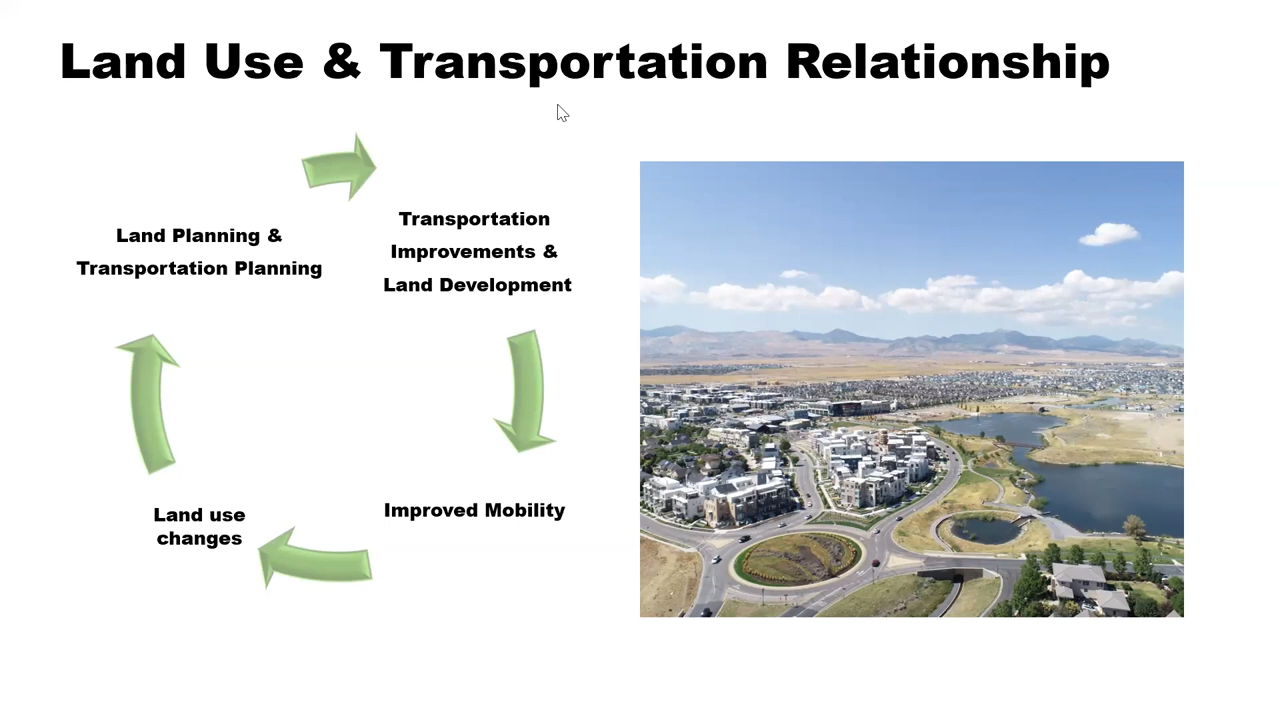 Land Use & Transportation Relationship
Land Planning &
Transportation Planning
Transportation
Improvements &
Land Development
Improved Mobility
Land use
changes